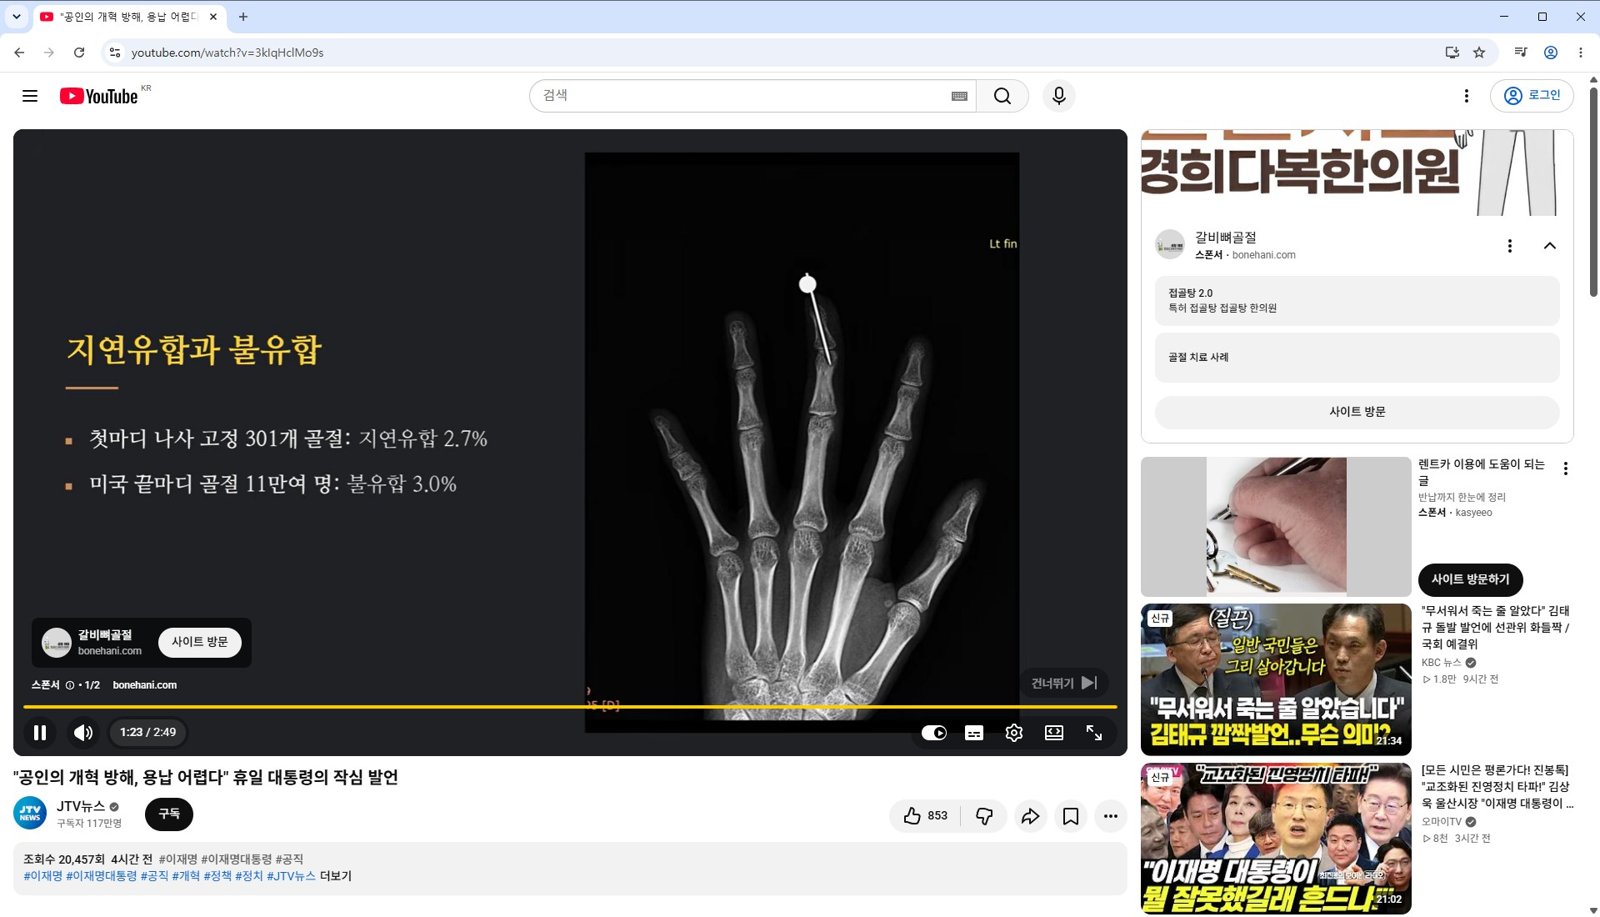 "공인의 개혁 방해, 용납 어렵다
youtube.com/watch?v=3kIqHclMo9s
YouTube KR
검색
로그인
Lt fin
지연유합과 불유합
첫마디 나사 고정 301개 골절: 지연유합 2.7%
미국 끝마디 골절 11만여 명: 불유합 3.0%
갈비뼈골절
bonehani.com
사이트 방문
스폰서 · 1/2 bonehani.com
건너뛰기
1:23 / 2:49
"공인의 개혁 방해, 용납 어렵다" 휴일 대통령의 작심 발언
JTV NEWS
JTV뉴스
구독자 117만명
구독
853
조회수 20,457회 4시간 전 #이재명 #이재명대통령 #공직
#이재명 #이재명대통령 #공직 #개혁 #정책 #정치 #JTV뉴스 더보기
경희다복한의원
갈비뼈골절
스폰서 · bonehani.com
접골탕 2.0
특허 접골탕 접골탕 한의원
골절 치료 사례
사이트 방문
렌트카 이용에 도움이 되는
글
반납까지 한눈에 정리
스폰서 · kasyeeo
사이트 방문하기
신규
(질끈)
일반 국민들은
그리 살아갑니다
"무서워서 죽는 줄 알았습니다"
김태규 깜짝발언..무슨 의미?
21:34
"무서워서 죽는 줄 알았다" 김태
규 돌발 발언에 선관위 화들짝 /
국회 예결위
KBC 뉴스
1.8만 9시간 전
신규
"교조화된 진영정치 타파!"
"이재명 대통령이
뭘 잘못했길래 흔드나!"
21:02
[모든 시민은 평론가다! 진봉톡]
"교조화된 진영정치 타파!" 김상
욱 울산시장 "이재명 대통령이 ...
오마이TV
8천 3시간 전